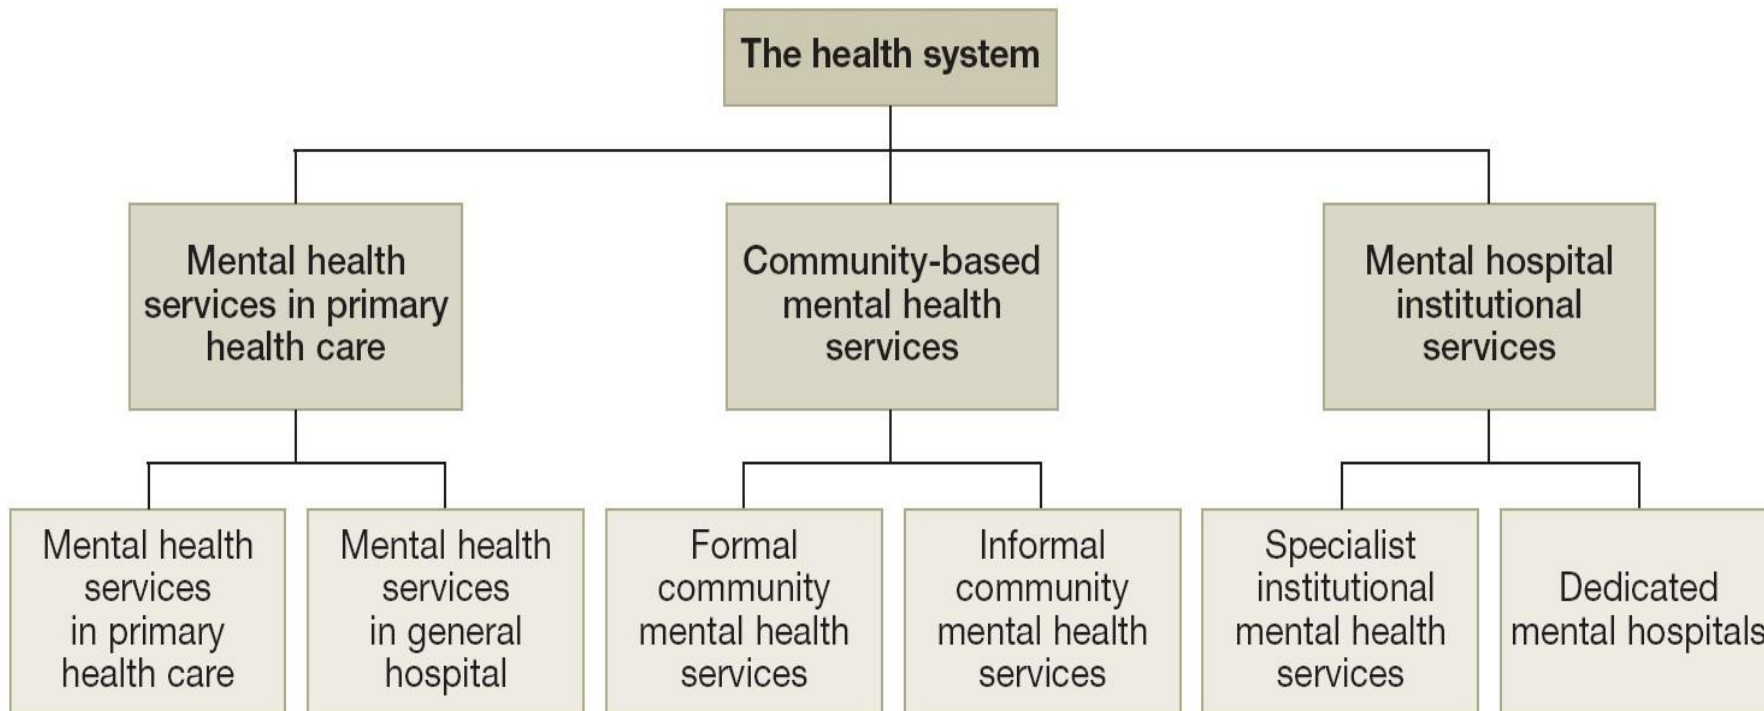 The health system
Mental health
services in primary
health care
Community-based
mental health
services
Mental hospital
institutional
services
Mental health
services
in primary
health care
Mental health
services
in general
hospital
Formal
community
mental health
services
Informal
community
mental health
services
Specialist
institutional
mental health
services
Dedicated
mental hospitals